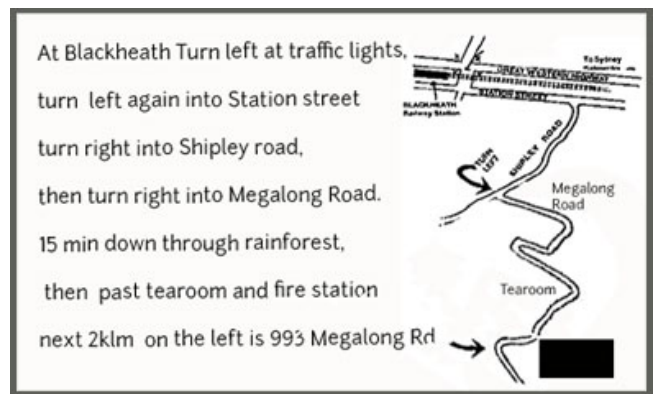 At Blackheath Turn left at traffic lights,
turn left again into Station street
turn right into Shipley road,
then turn right into Megalong Road.
15 min down through rainforest,
then past tearoom and fire station
next 2klm on the left is 993 Megalong Rd
To Sydney
GREAT WESTERN HIGHWAY
STATION STREET
BLACKHEATH
Railway Station
SHIPLEY ROAD
TURN
LEFT
Megalong
Road
Tearoom